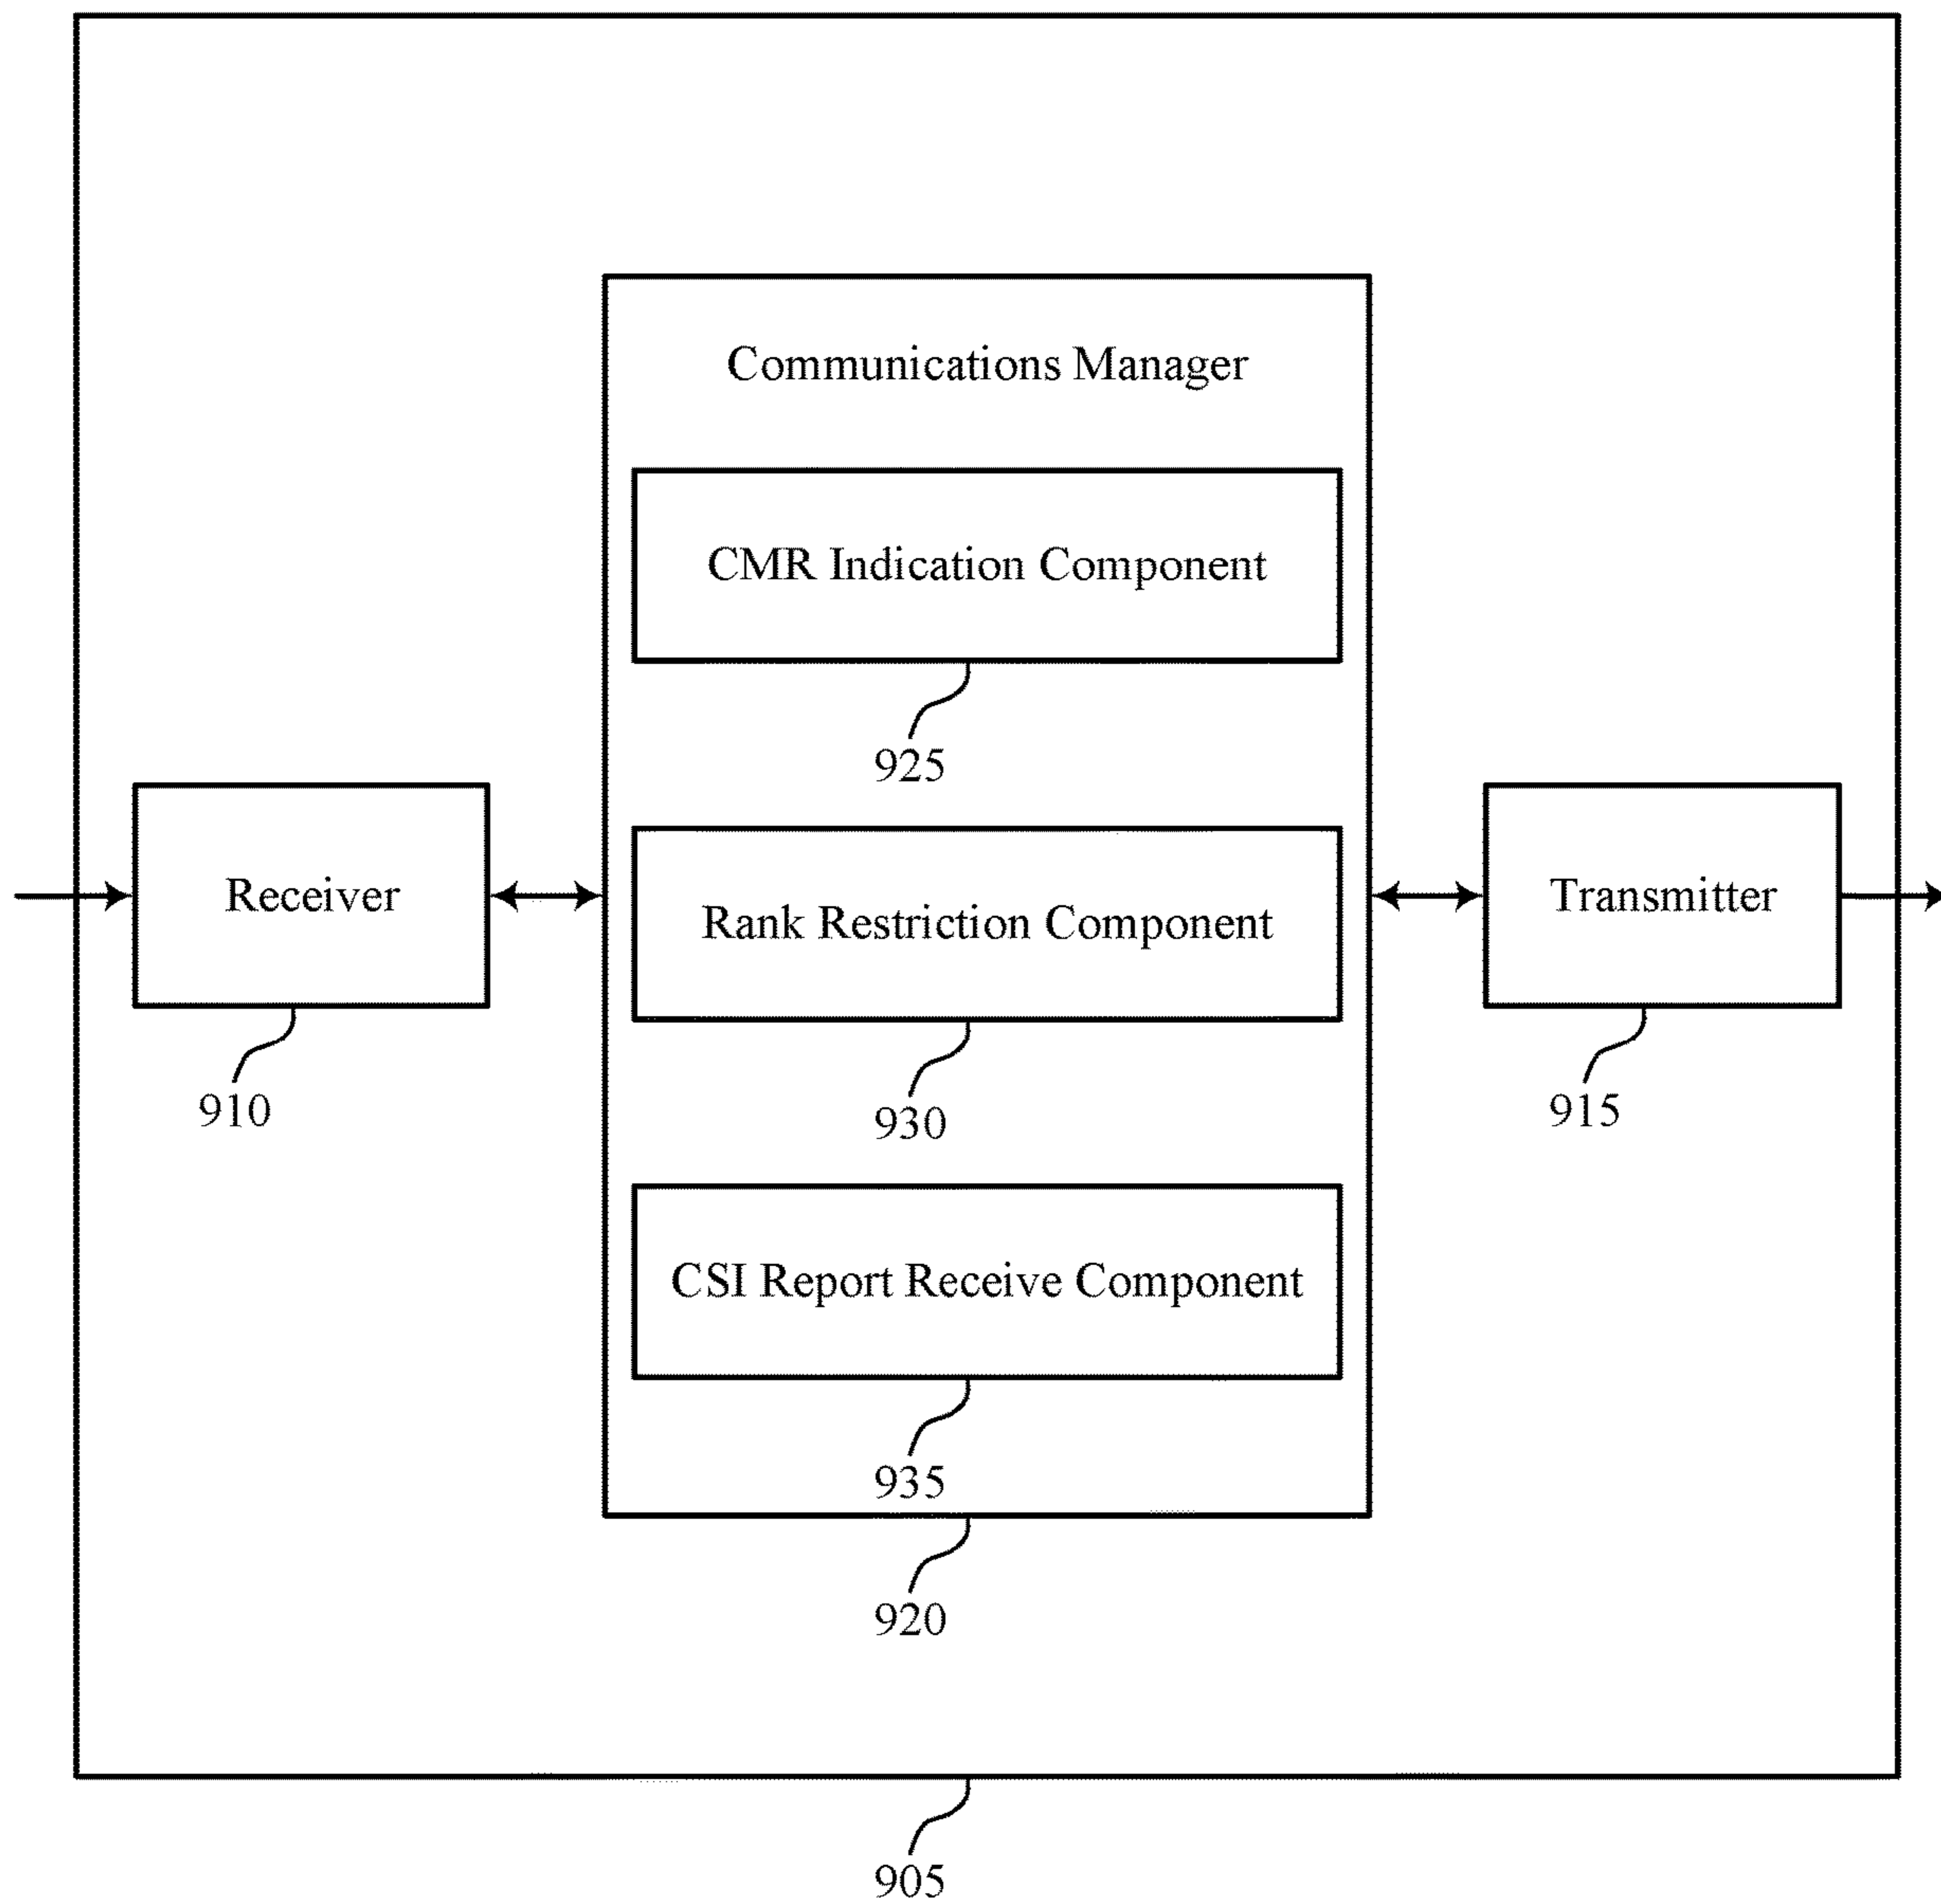 Communications Manager
CMR Indication Component
925
Receiver
910
Rank Restriction Component
930
Transmitter
915
CSI Report Receive Component
935
920
905